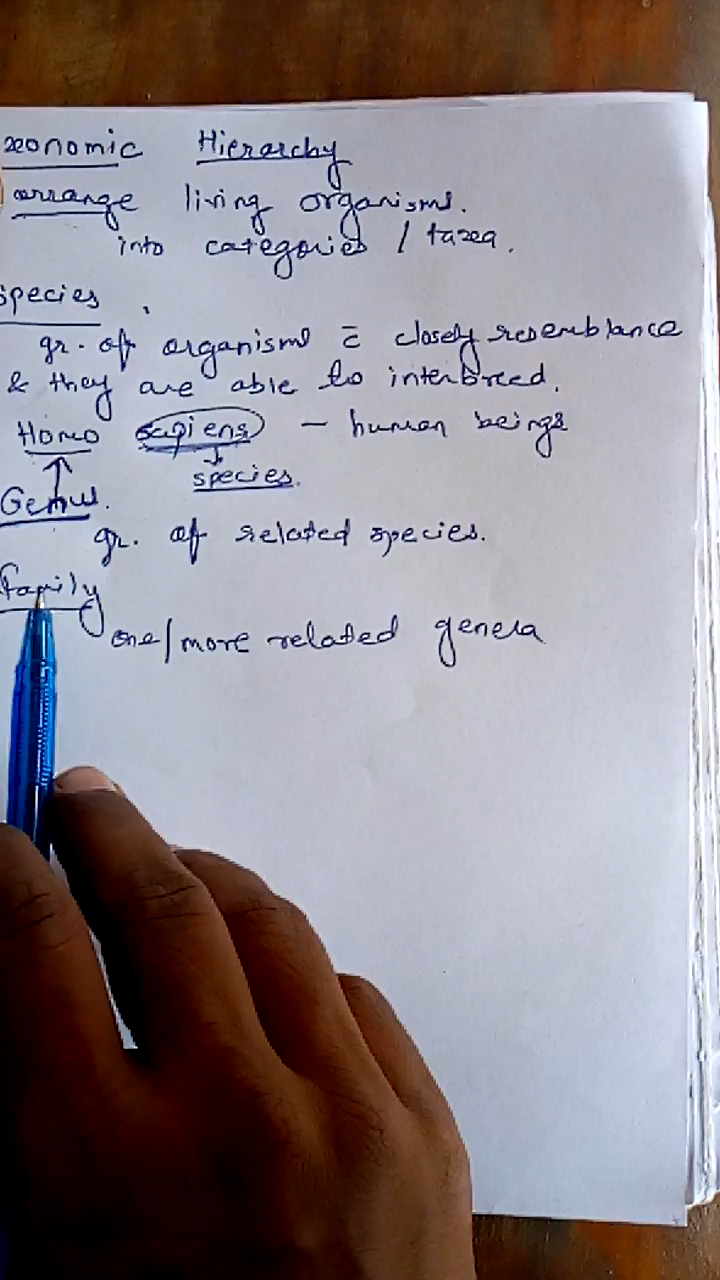 xonomic Hierarchy
arrange living organisms.
into categories / taxa.
Species
gr. of organisms c̄ closely resemblance
& they are able to interbreed.
Homo sapiens – human beings
species.
Genus.
gr. of related species.
Family
one/more related genera